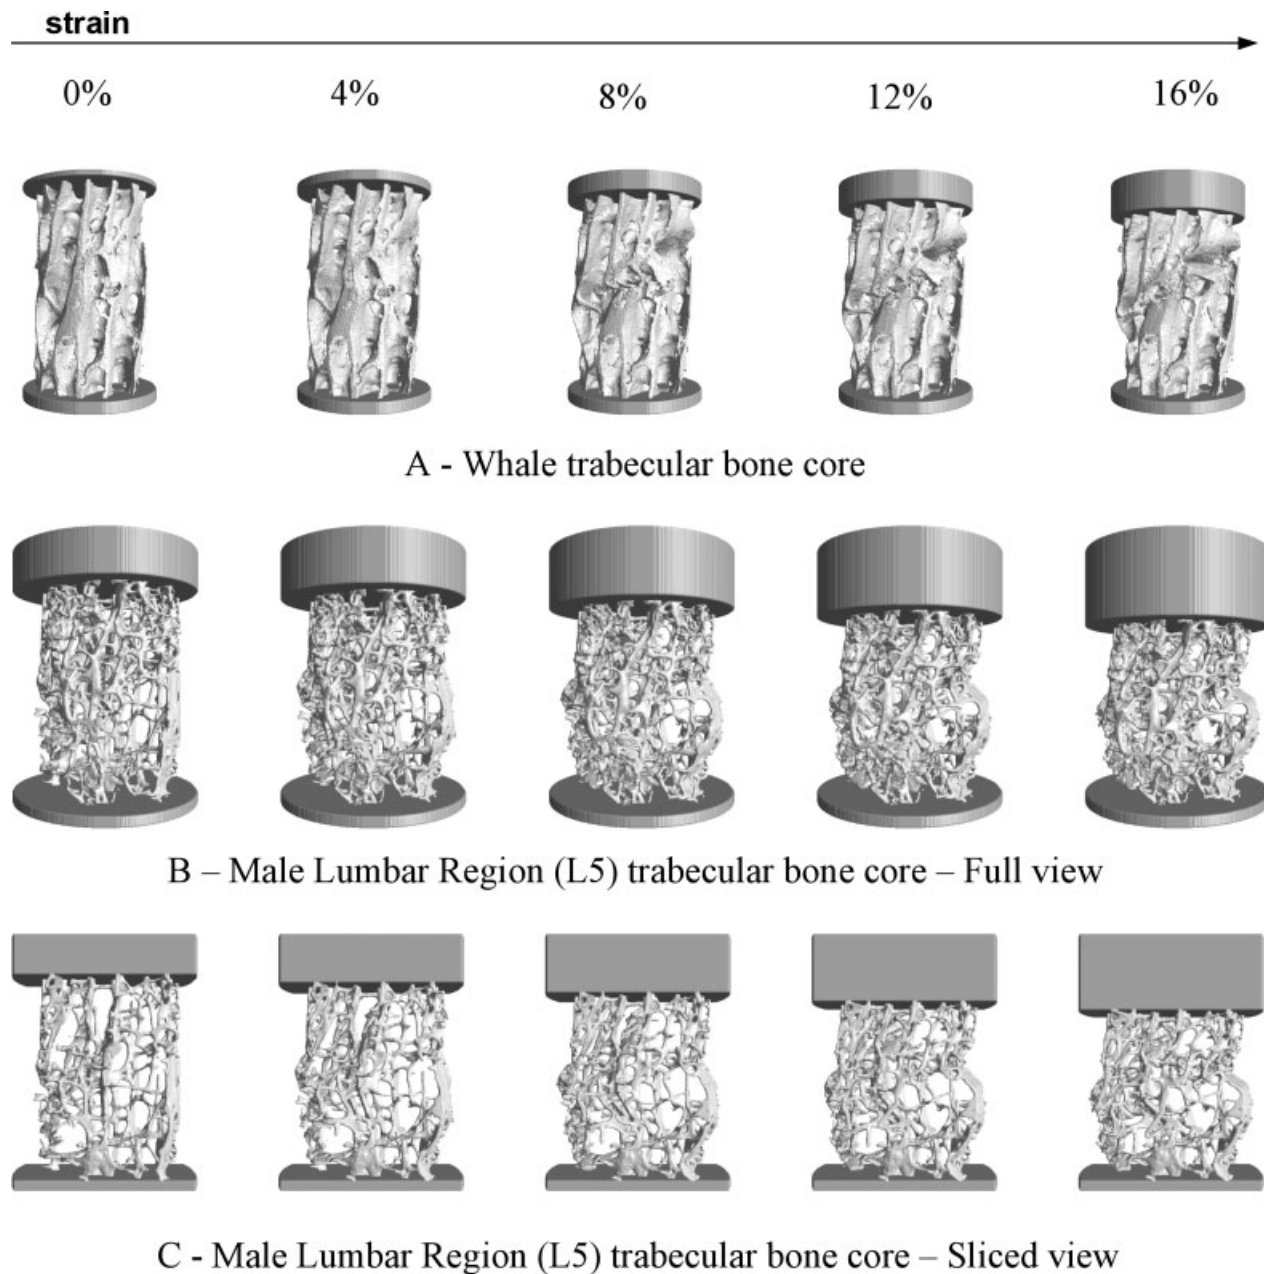 strain
0% 4% 8% 12% 16%
A - Whale trabecular bone core
B – Male Lumbar Region (L5) trabecular bone core – Full view
C - Male Lumbar Region (L5) trabecular bone core – Sliced view